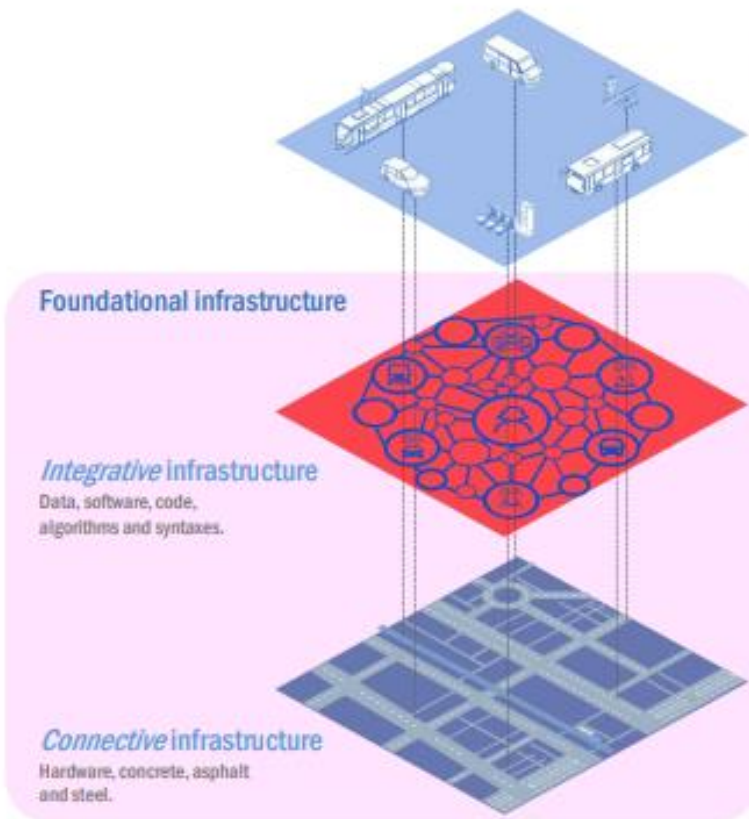 Foundational infrastructure
Integrative infrastructure
Data, software, code,
algorithms and syntaxes.
Connective infrastructure
Hardware, concrete, asphalt
and steel.